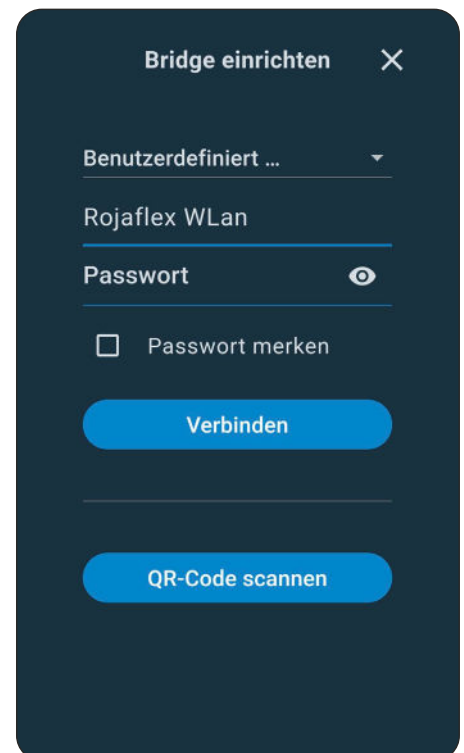 Bridge einrichten
Benutzerdefiniert ...
Rojaflex WLan
Passwort
Passwort merken
Verbinden
QR-Code scannen